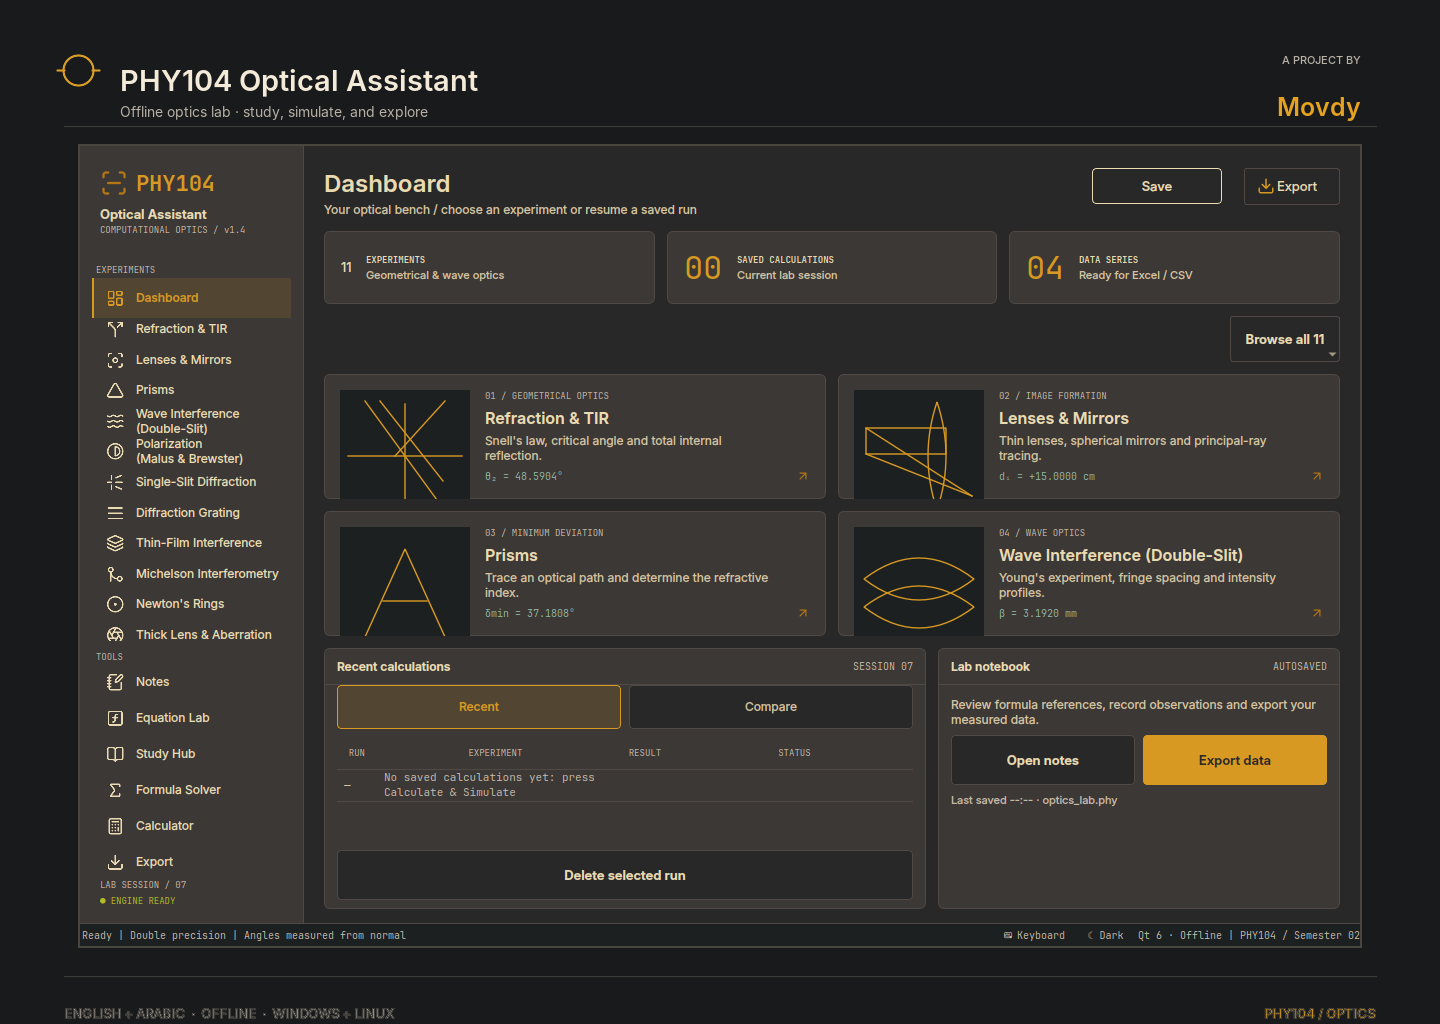 PHY104 Optical Assistant
Offline optics lab · study, simulate, and explore
A PROJECT BY
Movdy
PHY104
Optical Assistant
COMPUTATIONAL OPTICS / v1.4
EXPERIMENTS
Dashboard
Refraction & TIR
Lenses & Mirrors
Prisms
Wave Interference
(Double-Slit)
Polarization
(Malus & Brewster)
Single-Slit Diffraction
Diffraction Grating
Thin-Film Interference
Michelson Interferometry
Newton's Rings
Thick Lens & Aberration
TOOLS
Notes
Equation Lab
Study Hub
Formula Solver
Calculator
Export
LAB SESSION / 07
ENGINE READY
Dashboard
Your optical bench / choose an experiment or resume a saved run
Save
Export
11
EXPERIMENTS
Geometrical & wave optics
00
SAVED CALCULATIONS
Current lab session
04
DATA SERIES
Ready for Excel / CSV
Browse all 11
01 / GEOMETRICAL OPTICS
Refraction & TIR
Snell's law, critical angle and total internal
reflection.
θ₂ = 48.5904°
02 / IMAGE FORMATION
Lenses & Mirrors
Thin lenses, spherical mirrors and principal-ray
tracing.
dᵢ = +15.0000 cm
03 / MINIMUM DEVIATION
Prisms
Trace an optical path and determine the refractive
index.
δmin = 37.1808°
04 / WAVE OPTICS
Wave Interference (Double-Slit)
Young's experiment, fringe spacing and intensity
profiles.
β = 3.1920 mm
Recent calculations
SESSION 07
Recent
Compare
RUN EXPERIMENT RESULT STATUS
— No saved calculations yet: press
Calculate & Simulate
Delete selected run
Lab notebook
AUTOSAVED
Review formula references, record observations and export your
measured data.
Open notes
Export data
Last saved --:-- · optics_lab.phy
Ready | Double precision | Angles measured from normal
Keyboard
Dark
Qt 6 · Offline | PHY104 / Semester 02
ENGLISH + ARABIC · OFFLINE · WINDOWS + LINUX
PHY104 / OPTICS